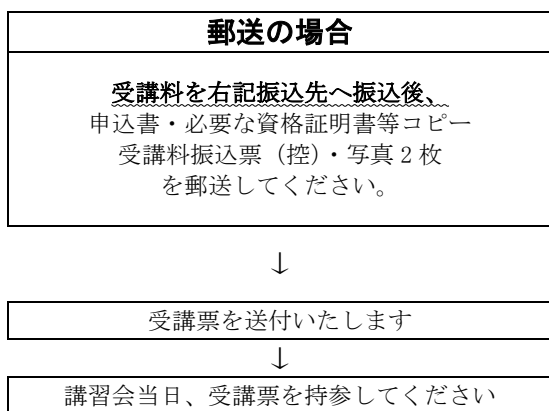 郵送の場合
受講料を右記振込先へ振込後、
申込書・必要な資格証明書等コピー
受講料振込票（控）・写真２枚
を郵送してください。
↓
受講票を送付いたします
↓
講習会当日、受講票を持参してください